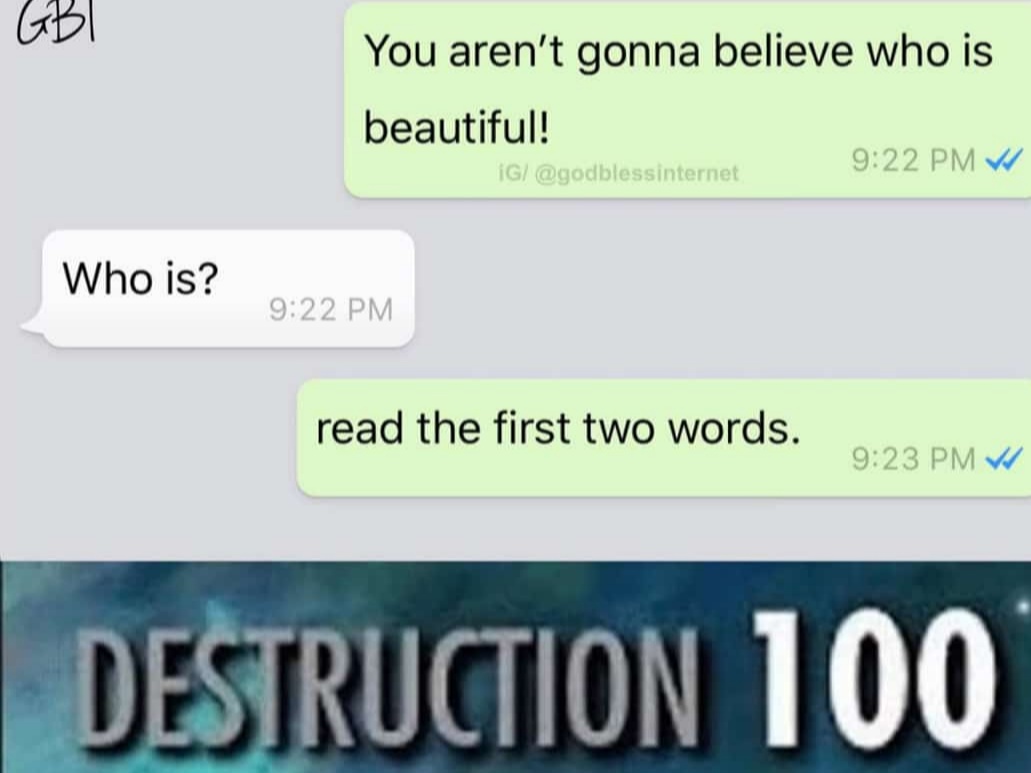 GBI
You aren't gonna believe who is
beautiful!
iG/ @godblessinternet
9:22 PM
Who is?
9:22 PM
read the first two words.
9:23 PM
DESTRUCTION 100